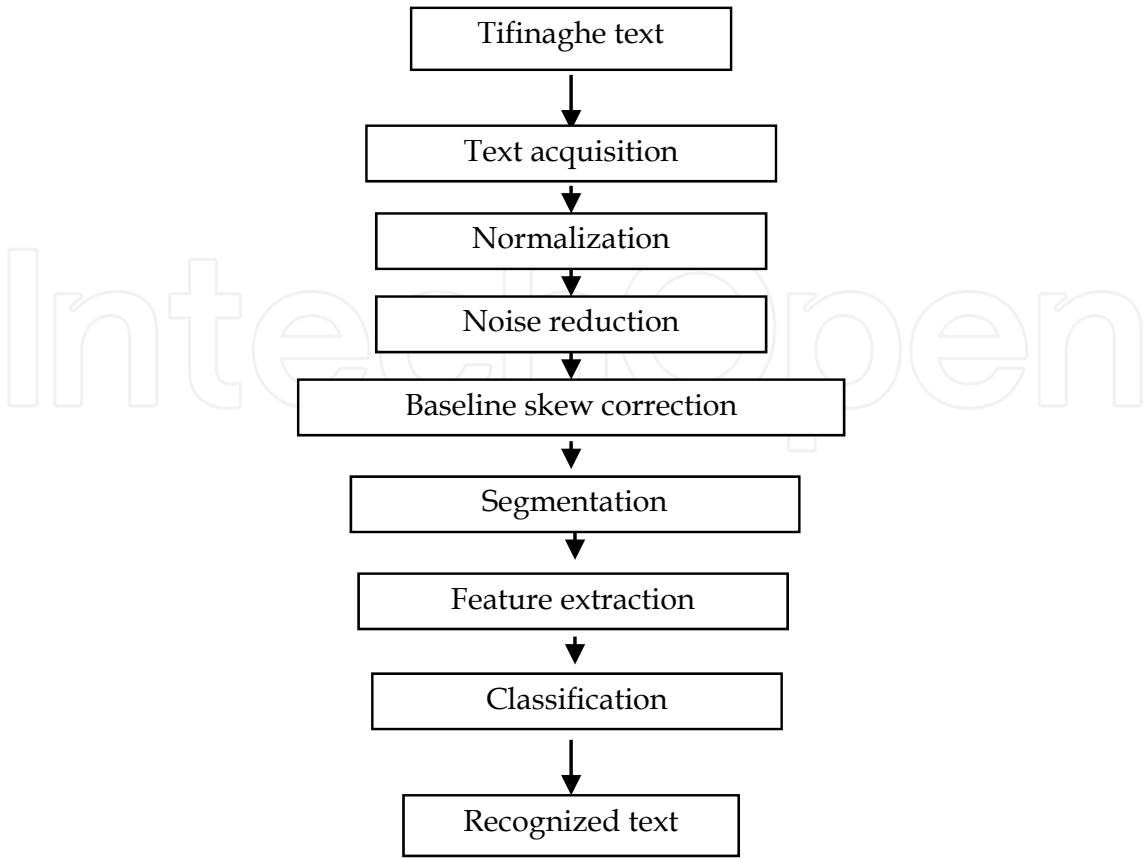 Tifinaghe text
Text acquisition
Normalization
Noise reduction
IntechOpen
Baseline skew correction
Segmentation
Feature extraction
Classification
Recognized text